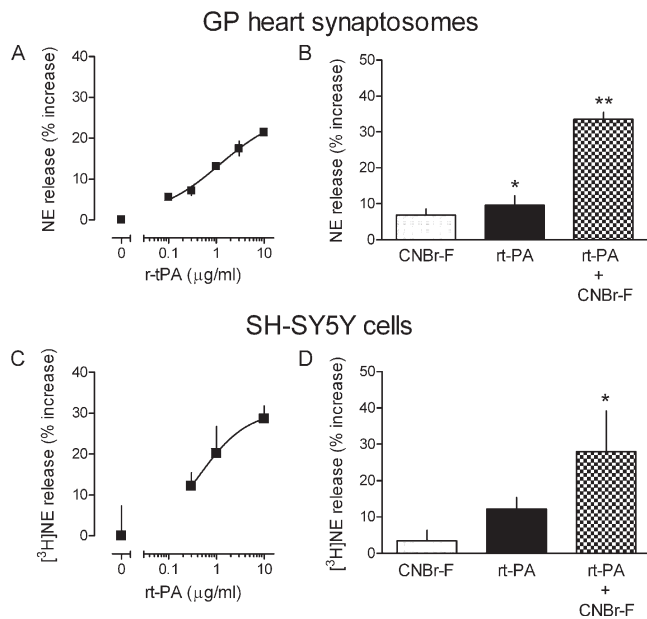 GP heart synaptosomes
A
NE release (% increase)
40
30
20
10
0
0
0.1
1
10
r-tPA (μg/ml)
B
NE release (% increase)
50
40
30
20
10
0
*
**
CNBr-F
rt-PA
rt-PA
+
CNBr-F
SH-SY5Y cells
C
[³H]NE release (% increase)
40
30
20
10
0
0
0.1
1
10
rt-PA (μg/ml)
D
[³H]NE release (% increase)
50
40
30
20
10
0
*
CNBr-F
rt-PA
rt-PA
+
CNBr-F